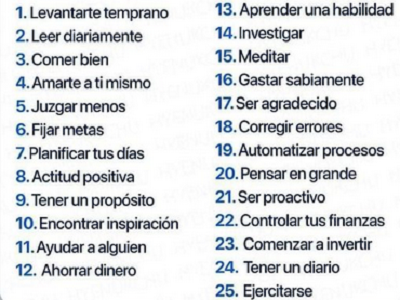 1. Levantarte temprano
2. Leer diariamente
3. Comer bien
4. Amarte a ti mismo
5. Juzgar menos
6. Fijar metas
7. Planificar tus días
8. Actitud positiva
9. Tener un propósito
10. Encontrar inspiración
11. Ayudar a alguien
12. Ahorrar dinero
13. Aprender una habilidad
14. Investigar
15. Meditar
16. Gastar sabiamente
17. Ser agradecido
18. Corregir errores
19. Automatizar procesos
20. Pensar en grande
21. Ser proactivo
22. Controlar tus finanzas
23. Comenzar a invertir
24. Tener un diario
25. Ejercitarse